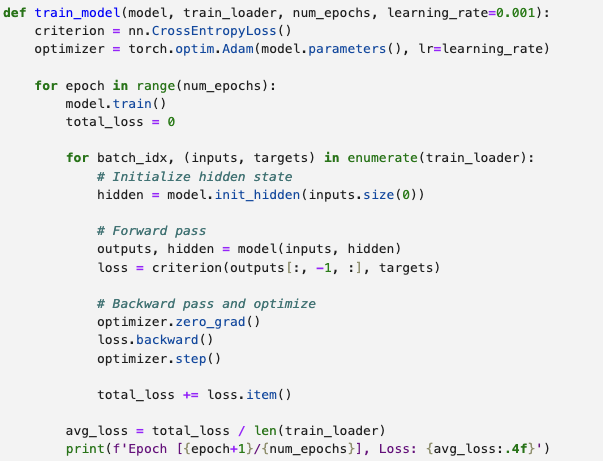 def train_model(model, train_loader, num_epochs, learning_rate=0.001):
    criterion = nn.CrossEntropyLoss()
    optimizer = torch.optim.Adam(model.parameters(), lr=learning_rate)

    for epoch in range(num_epochs):
        model.train()
        total_loss = 0

        for batch_idx, (inputs, targets) in enumerate(train_loader):
            # Initialize hidden state
            hidden = model.init_hidden(inputs.size(0))

            # Forward pass
            outputs, hidden = model(inputs, hidden)
            loss = criterion(outputs[:, -1, :], targets)

            # Backward pass and optimize
            optimizer.zero_grad()
            loss.backward()
            optimizer.step()

            total_loss += loss.item()

        avg_loss = total_loss / len(train_loader)
        print(f'Epoch [{epoch+1}/{num_epochs}], Loss: {avg_loss:.4f}')